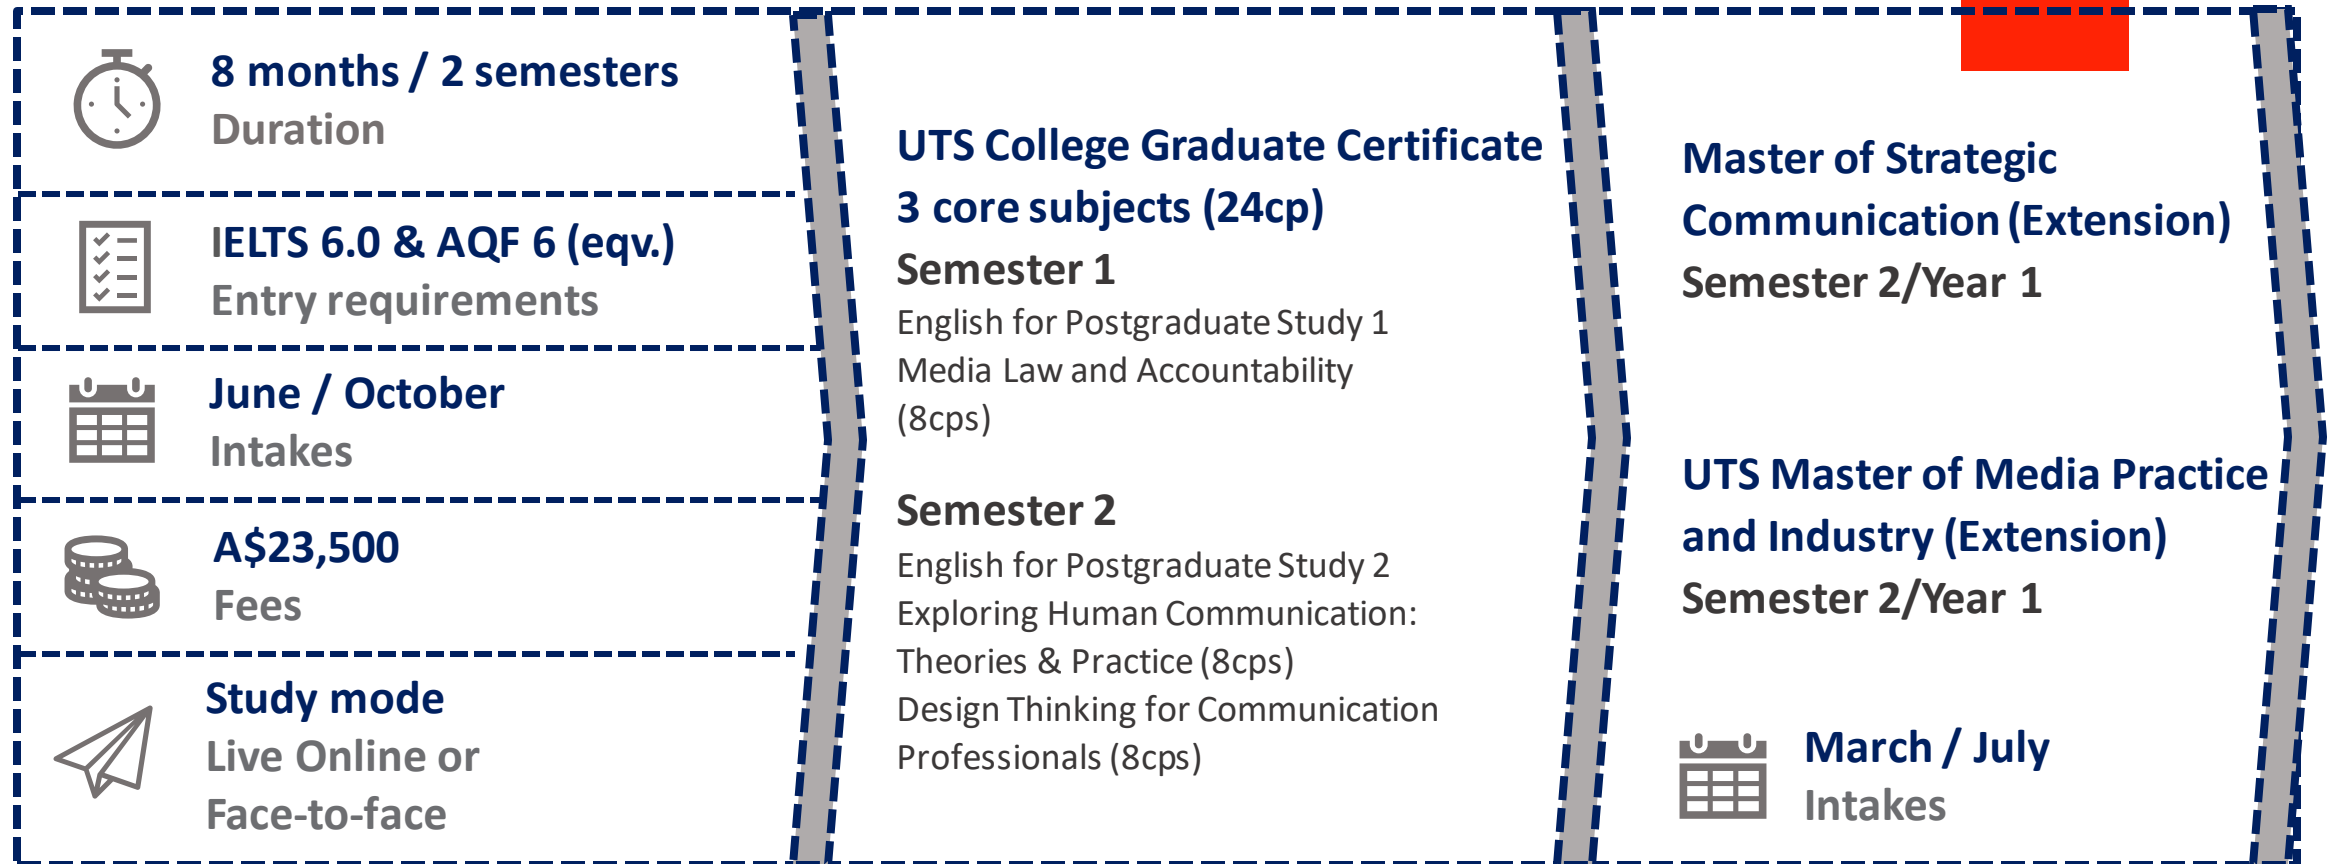 8 months / 2 semesters
Duration
IELTS 6.0 & AQF 6 (eqv.)
Entry requirements
June / October
Intakes
A$23,500
Fees
Study mode
Live Online or
Face-to-face
UTS College Graduate Certificate
3 core subjects (24cp)
Semester 1
English for Postgraduate Study 1
Media Law and Accountability
(8cps)
Semester 2
English for Postgraduate Study 2
Exploring Human Communication:
Theories & Practice (8cps)
Design Thinking for Communication
Professionals (8cps)
Master of Strategic
Communication (Extension)
Semester 2/Year 1
UTS Master of Media Practice
and Industry (Extension)
Semester 2/Year 1
March / July
Intakes